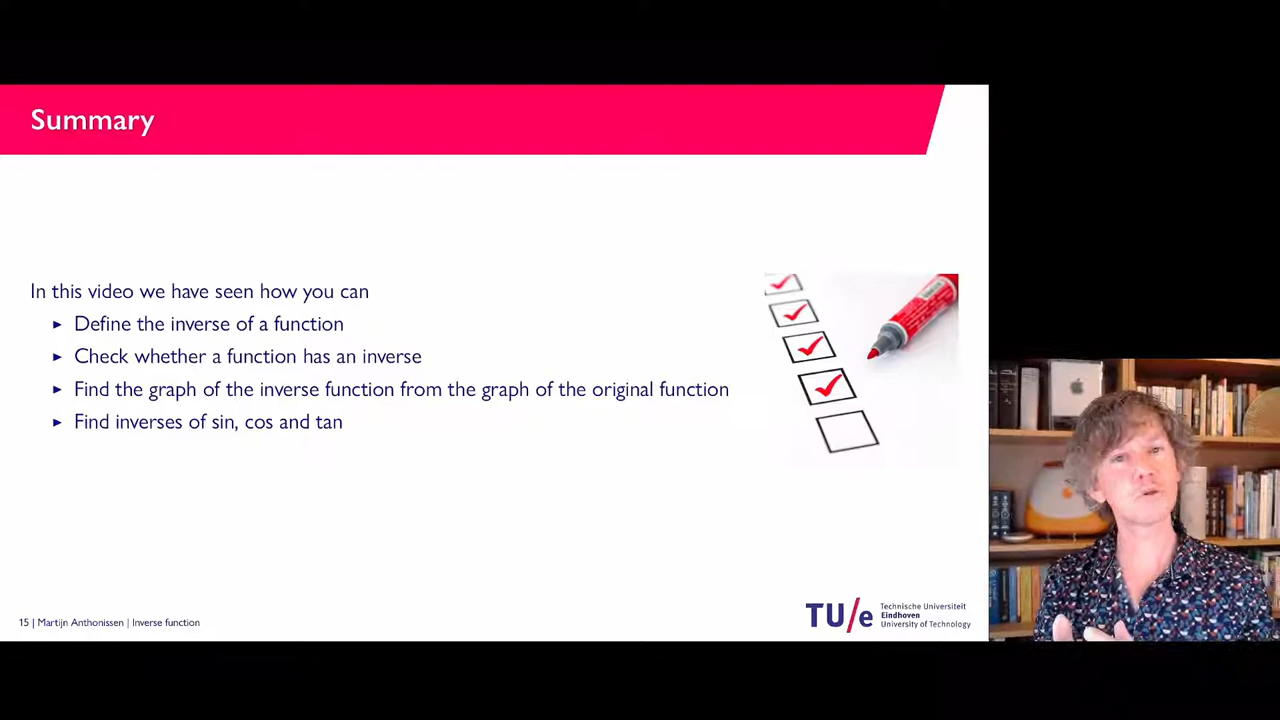 Summary
In this video we have seen how you can
▸ Define the inverse of a function
▸ Check whether a function has an inverse
▸ Find the graph of the inverse function from the graph of the original function
▸ Find inverses of sin, cos and tan
15 | Martijn Anthonissen | Inverse function
TU/e
Technische Universiteit
Eindhoven
University of Technology